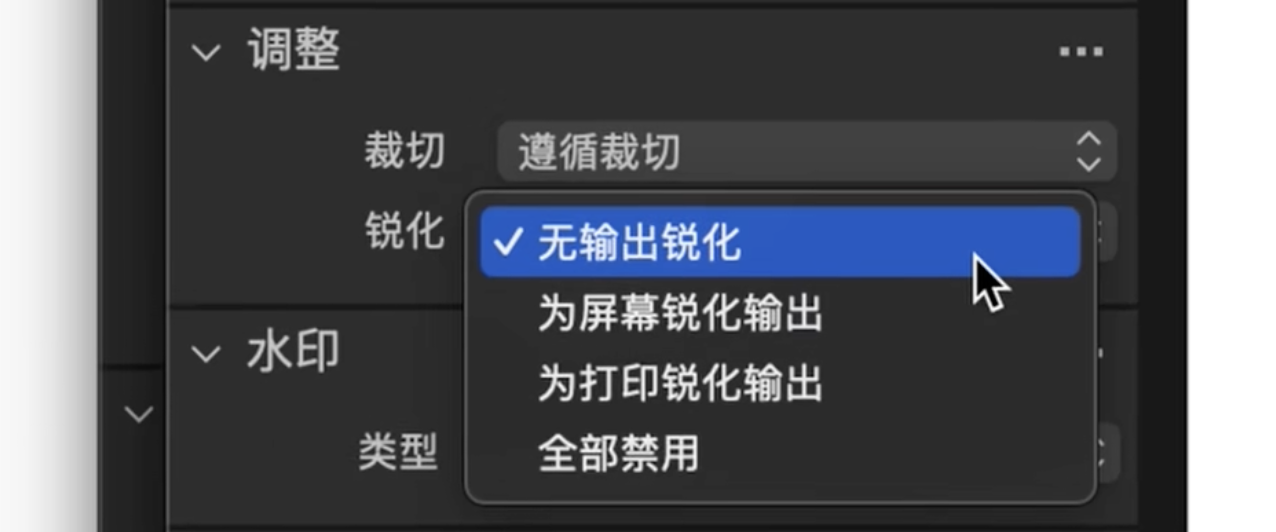 调整
裁切 遵循裁切
锐化
无输出锐化
为屏幕锐化输出
为打印锐化输出
全部禁用
水印
类型